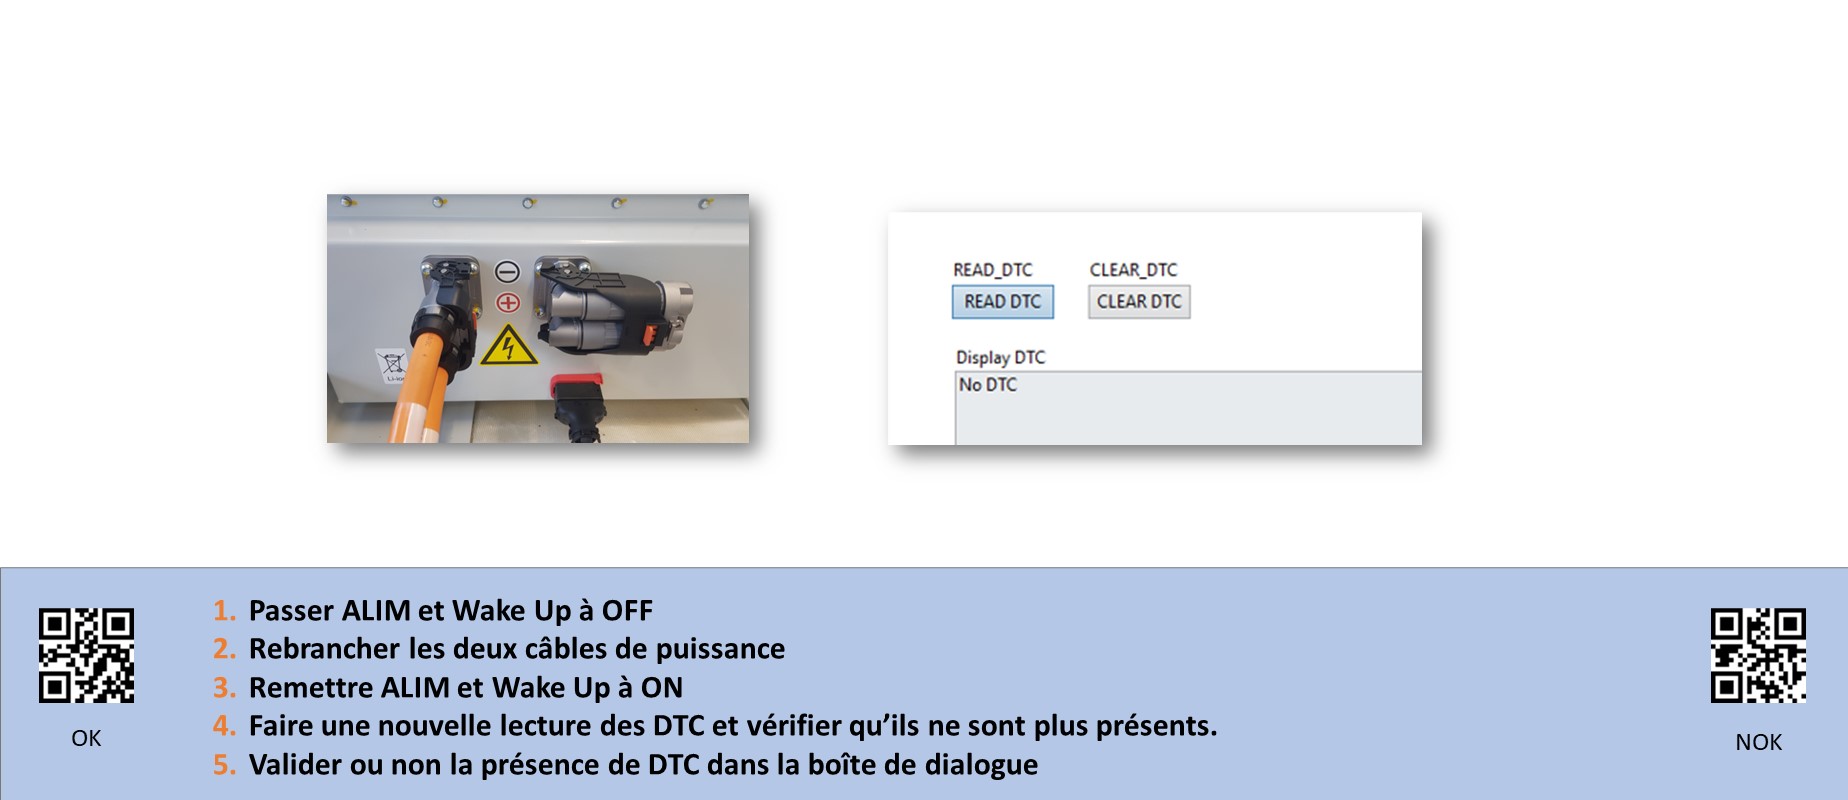 READ_DTC
CLEAR_DTC
READ DTC
CLEAR DTC
Display DTC
No DTC
Li-ion
1. Passer ALIM et Wake Up à OFF
2. Rebrancher les deux câbles de puissance
3. Remettre ALIM et Wake Up à ON
4. Faire une nouvelle lecture des DTC et vérifier qu’ils ne sont plus présents.
5. Valider ou non la présence de DTC dans la boîte de dialogue
OK
NOK